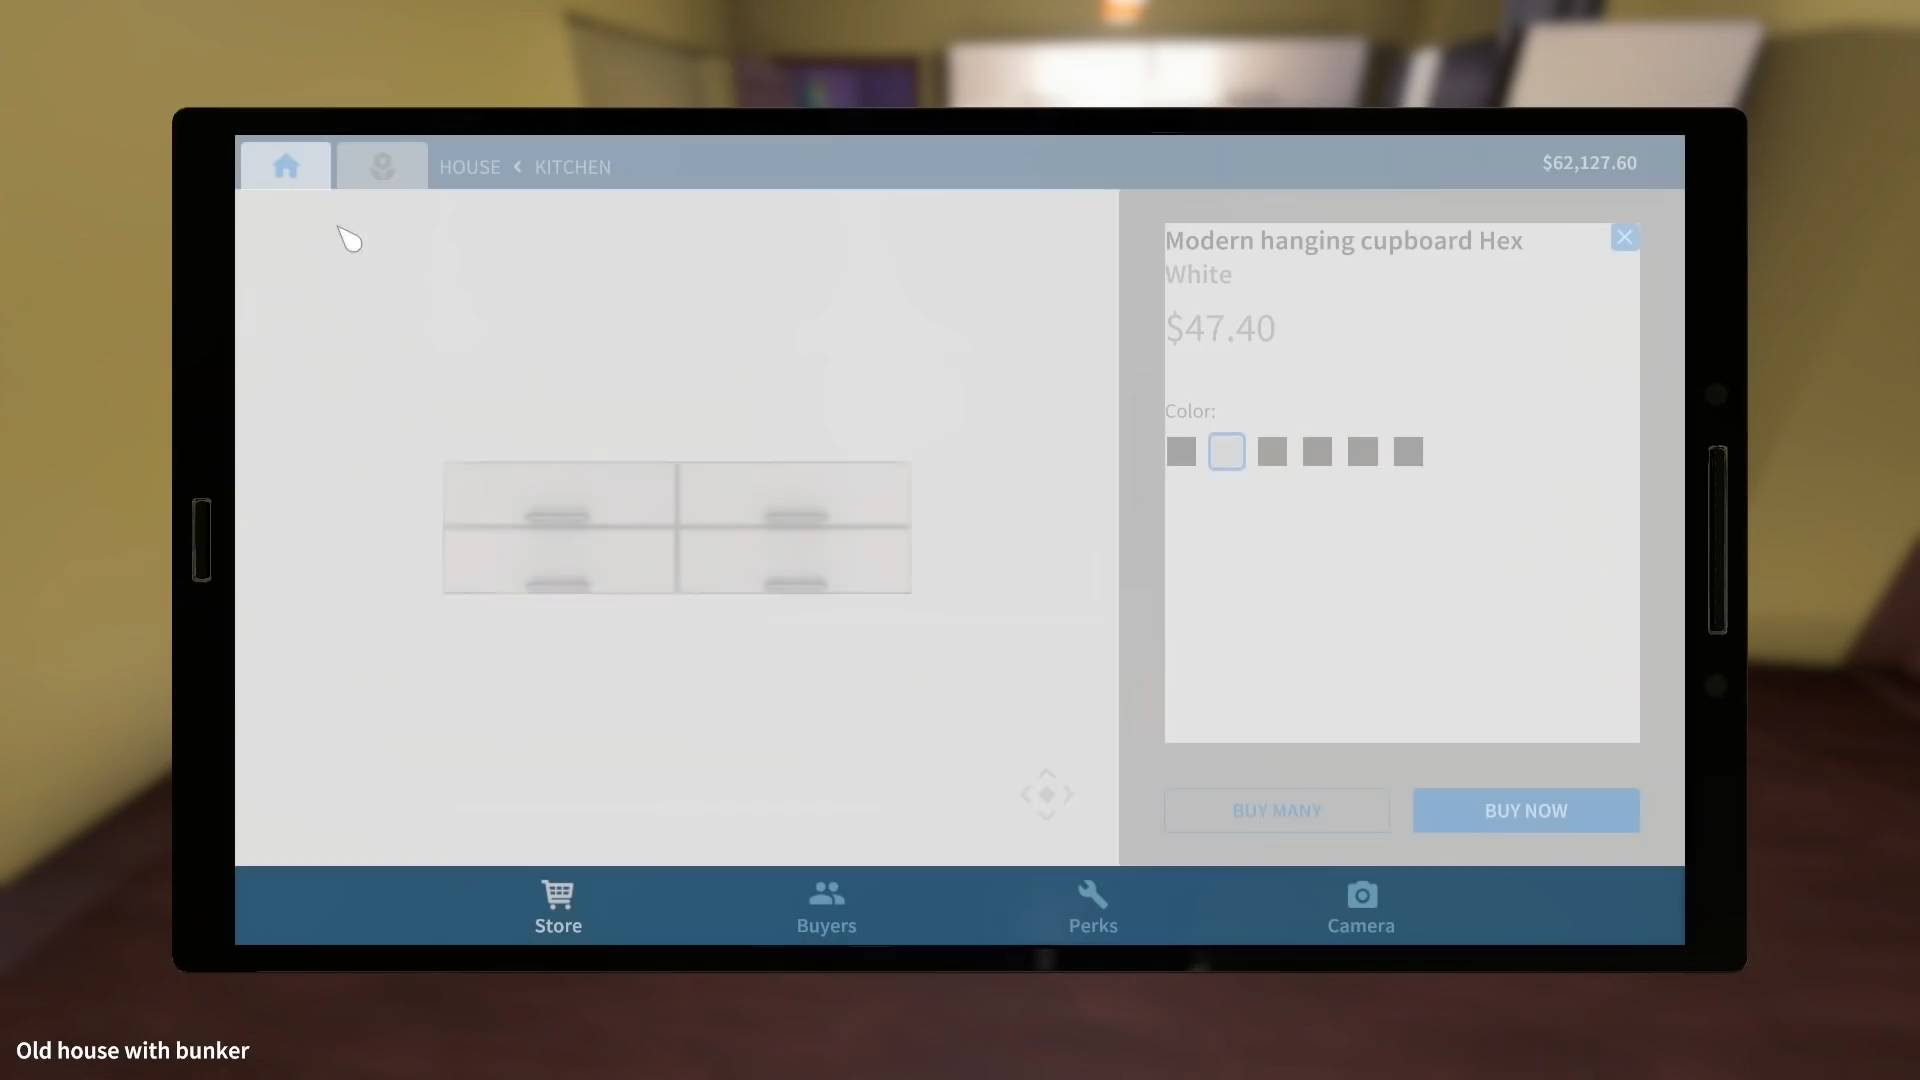 HOUSE < KITCHEN
$62,127.60
Modern hanging cupboard Hex
White
$47.40
Color:
BUY MANY
BUY NOW
Store
Buyers
Perks
Camera
Old house with bunker